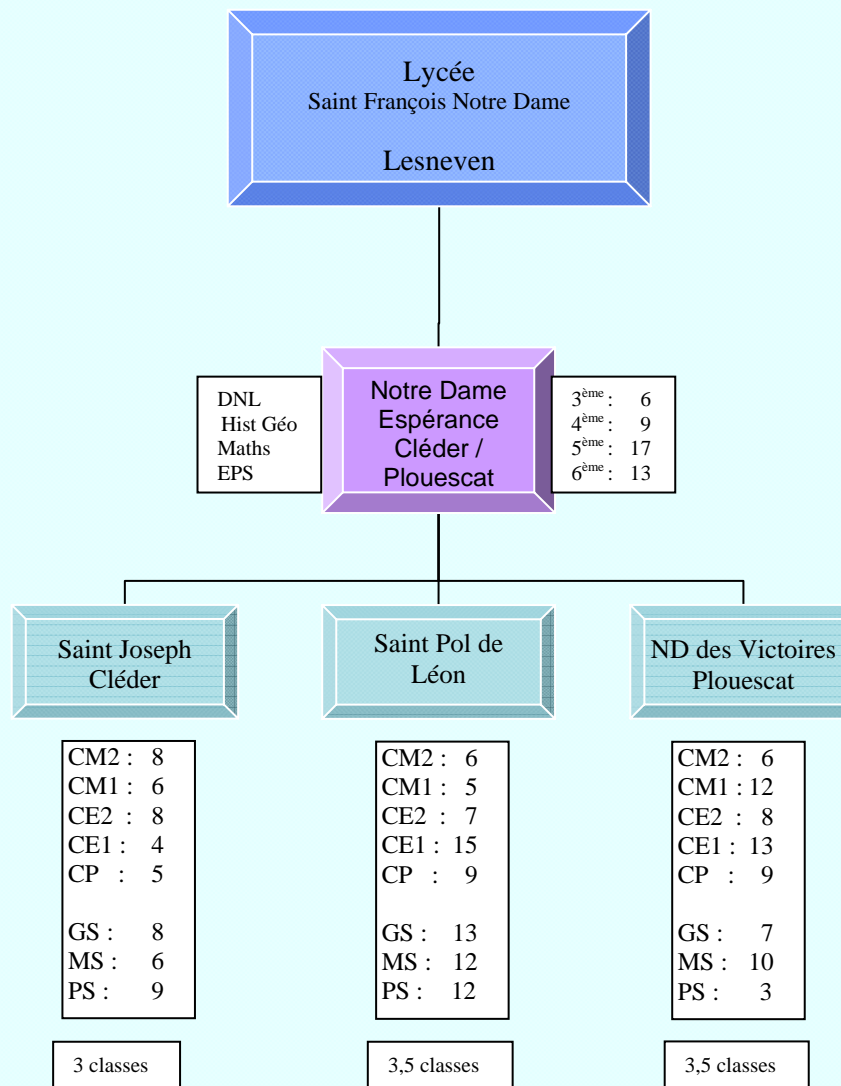 Lycée
Saint François Notre Dame
Lesneven
DNL
Hist Géo
Maths
EPS
Notre Dame
Espérance
Cléder /
Plouescat
3ème : 6
4ème : 9
5ème : 17
6ème : 13
Saint Joseph
Cléder
Saint Pol de
Léon
ND des Victoires
Plouescat
CM2 : 8
CM1 : 6
CE2 : 8
CE1 : 4
CP : 5
GS : 8
MS : 6
PS : 9
CM2 : 6
CM1 : 5
CE2 : 7
CE1 : 15
CP : 9
GS : 13
MS : 12
PS : 12
CM2 : 6
CM1 : 12
CE2 : 8
CE1 : 13
CP : 9
GS : 7
MS : 10
PS : 3
3 classes
3,5 classes
3,5 classes